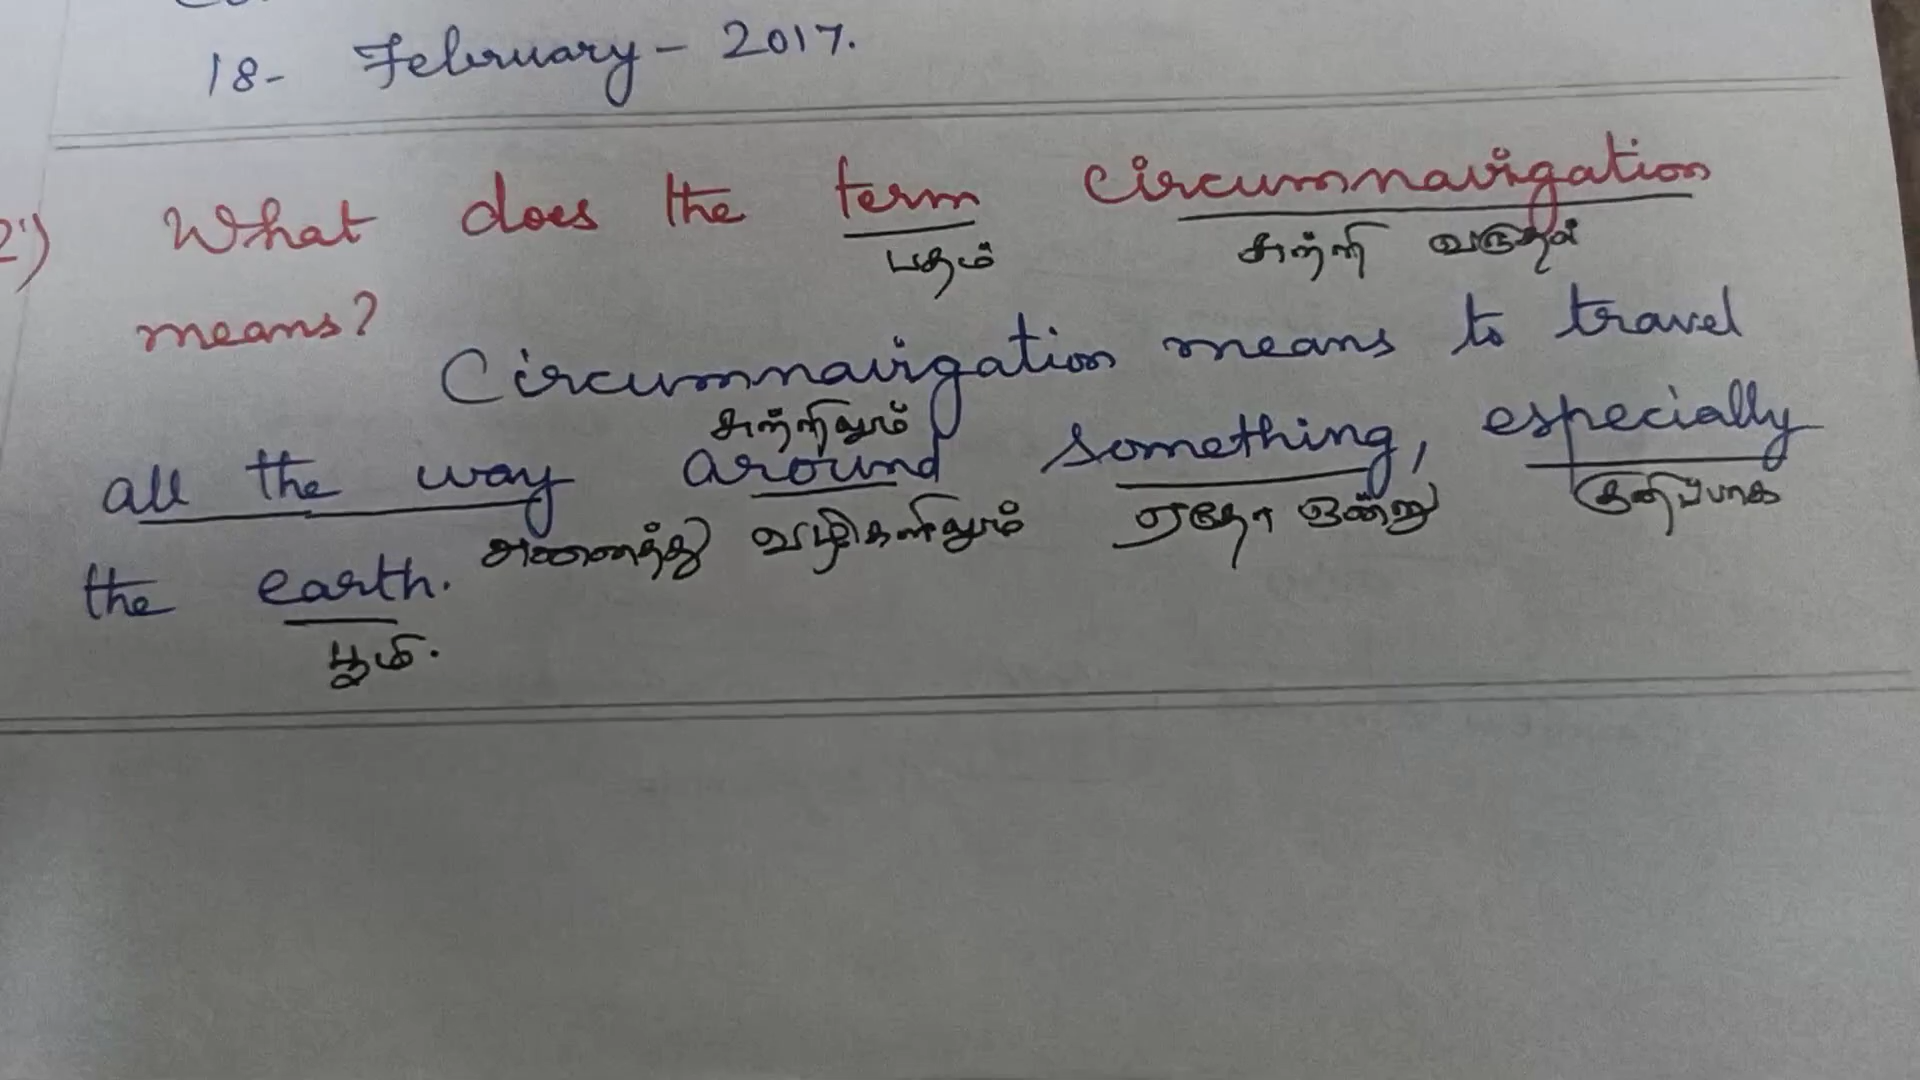 18- February - 2017.
2) What does the term circumnavigation
பதம் சுற்றி வருதல்
means?
Circumnavigation means to travel
சுற்றிலும்
all the way around something, especially
அனைத்து வழிகளிலும் ஏதோ ஒன்று குறிப்பாக
the earth.
பூமி.